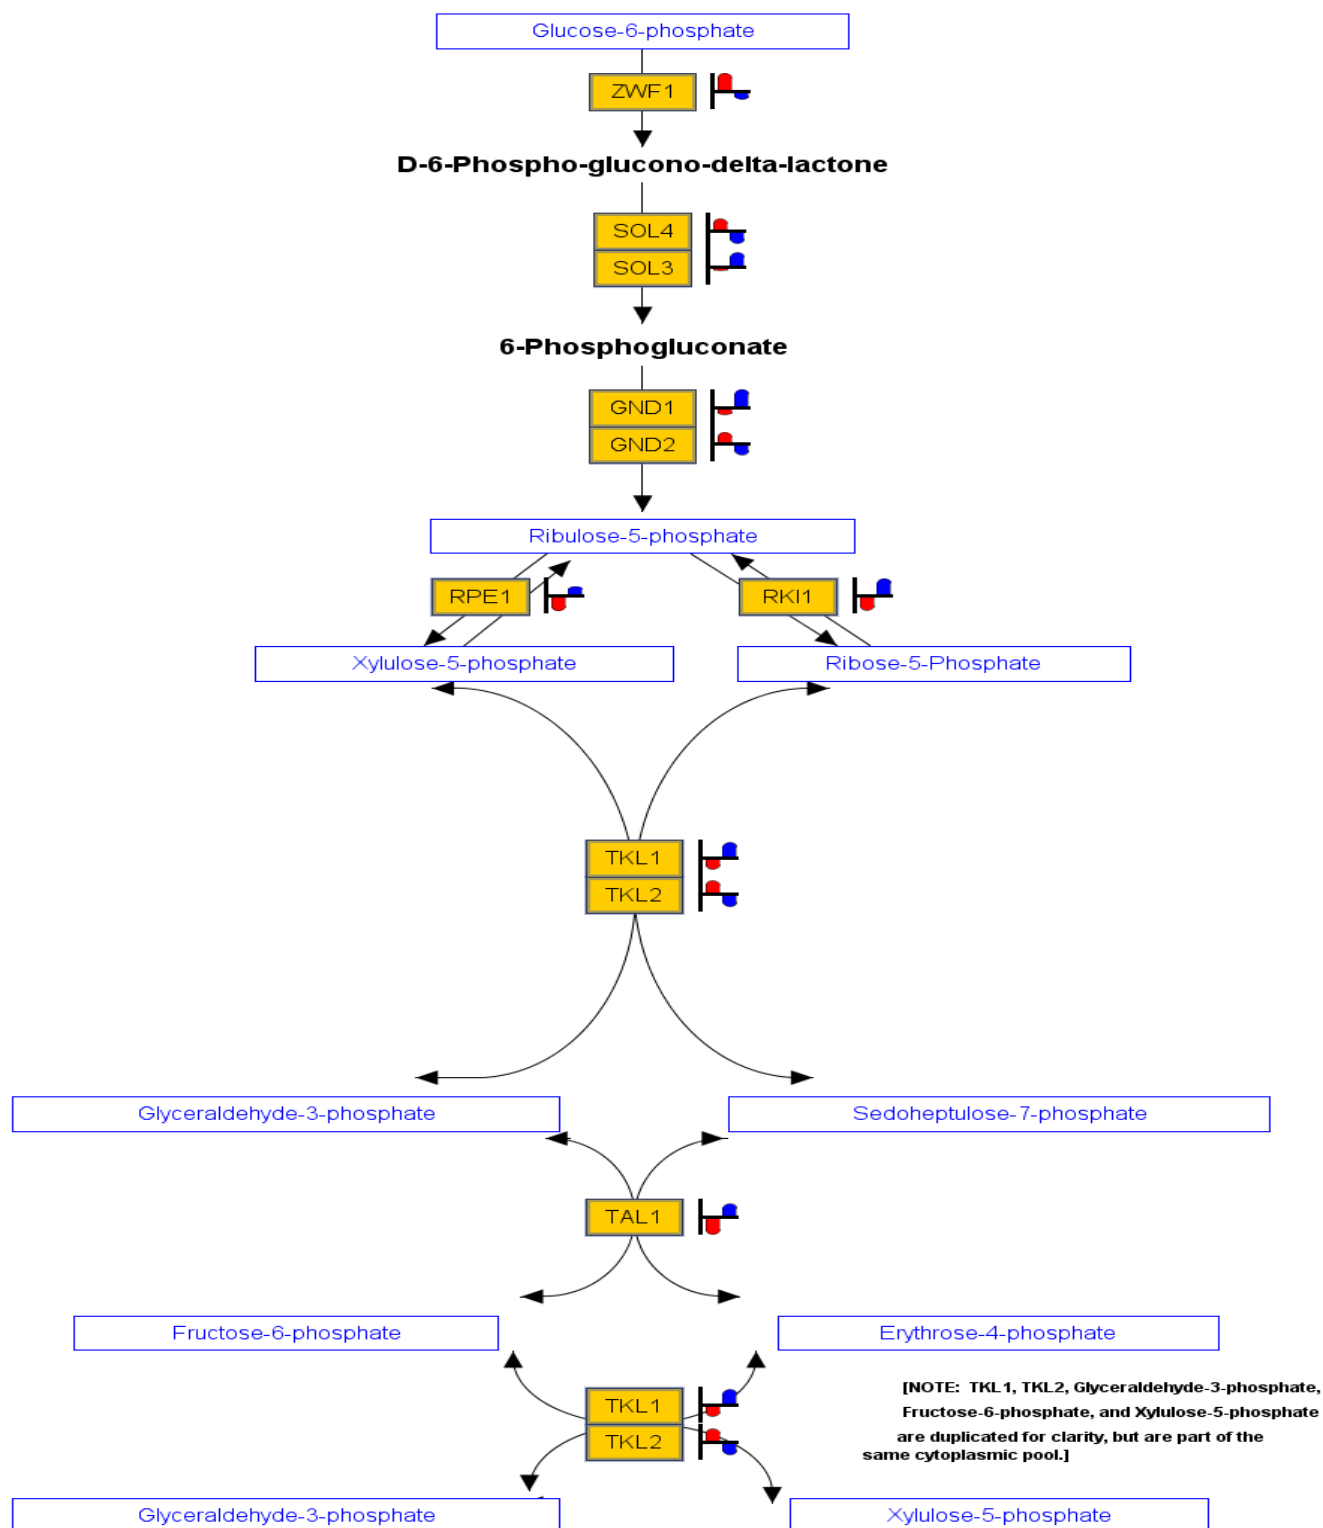 Glucose-6-phosphate
ZWF1
D-6-Phospho-glucono-delta-lactone
SOL4
SOL3
6-Phosphogluconate
GND1
GND2
Ribulose-5-phosphate
RPE1
RKI1
Xylulose-5-phosphate
Ribose-5-Phosphate
TKL1
TKL2
Glyceraldehyde-3-phosphate
Sedoheptulose-7-phosphate
TAL1
Fructose-6-phosphate
Erythrose-4-phosphate
TKL1
TKL2
[NOTE: TKL1, TKL2, Glyceraldehyde-3-phosphate,
Fructose-6-phosphate, and Xylulose-5-phosphate
are duplicated for clarity, but are part of the
same cytoplasmic pool.]
Glyceraldehyde-3-phosphate
Xylulose-5-phosphate